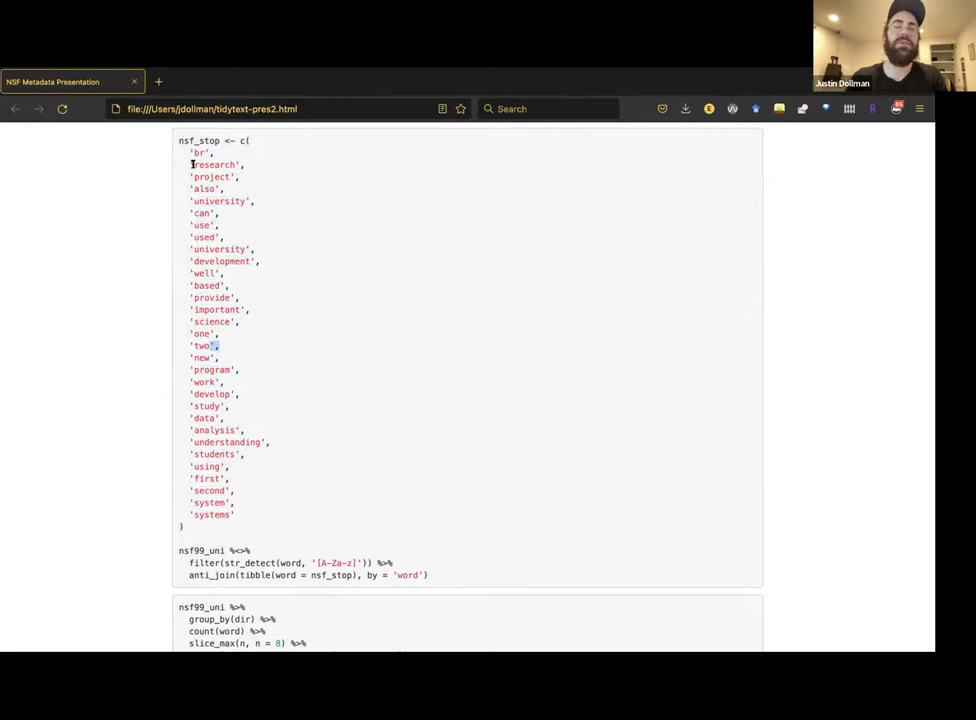 NSF Metadata Presentation
file:///Users/jdollman/tidytext-pres2.html
Search
Justin Dollman
nsf_stop <- c(
'br',
'research',
'project',
'also',
'university',
'can',
'use',
'used',
'university',
'development',
'well',
'based',
'provide',
'important',
'science',
'one',
'two',
'new',
'program',
'work',
'develop',
'study',
'data',
'analysis',
'understanding',
'students',
'using',
'first',
'second',
'system',
'systems'
)
nsf99_uni %<>%
filter(str_detect(word, '[A-Za-z]')) %>%
anti_join(tibble(word = nsf_stop), by = 'word')
nsf99_uni %>%
group_by(dir) %>%
count(word) %>%
slice_max(n, n = 8) %>%